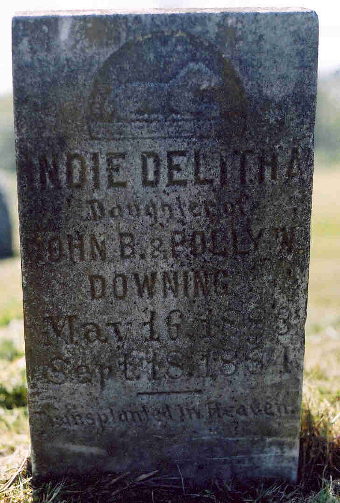 INDIE DELITHA
Daughter of
JOHN B. & POLLY W.
DOWNING
May 16, 1883
Sept. 18, 1884
Transplanted in Heaven.